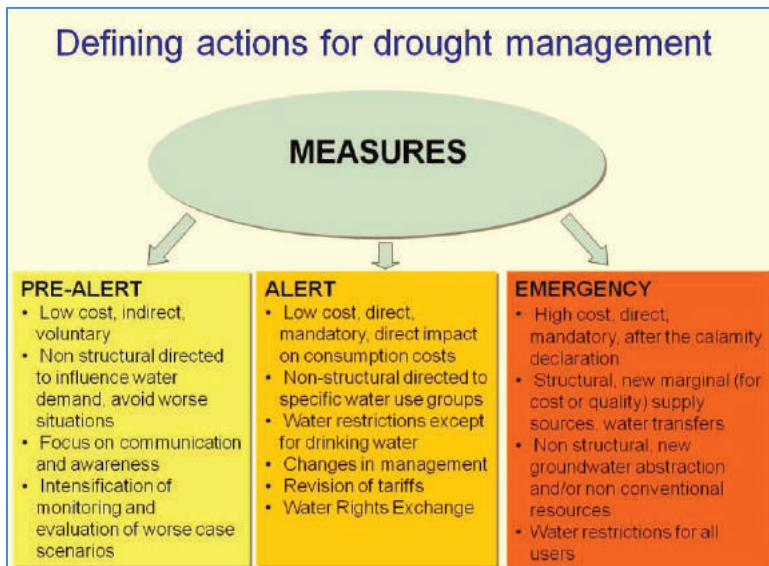 Defining actions for drought management
MEASURES
PRE-ALERT
• Low cost, indirect,
voluntary
• Non structural directed
to influence water
demand, avoid worse
situations
• Focus on communication
and awareness
• Intensification of
monitoring and
evaluation of worse case
scenarios
ALERT
• Low cost, direct,
mandatory, direct impact
on consumption costs
• Non-structural directed to
specific water use groups
• Water restrictions except
for drinking water
• Changes in management
• Revision of tariffs
• Water Rights Exchange
EMERGENCY
• High cost, direct,
mandatory, after the calamity
declaration
• Structural, new marginal (for
cost or quality) supply
sources, water transfers
• Non structural, new
groundwater abstraction
and/or non conventional
resources
• Water restrictions for all
users